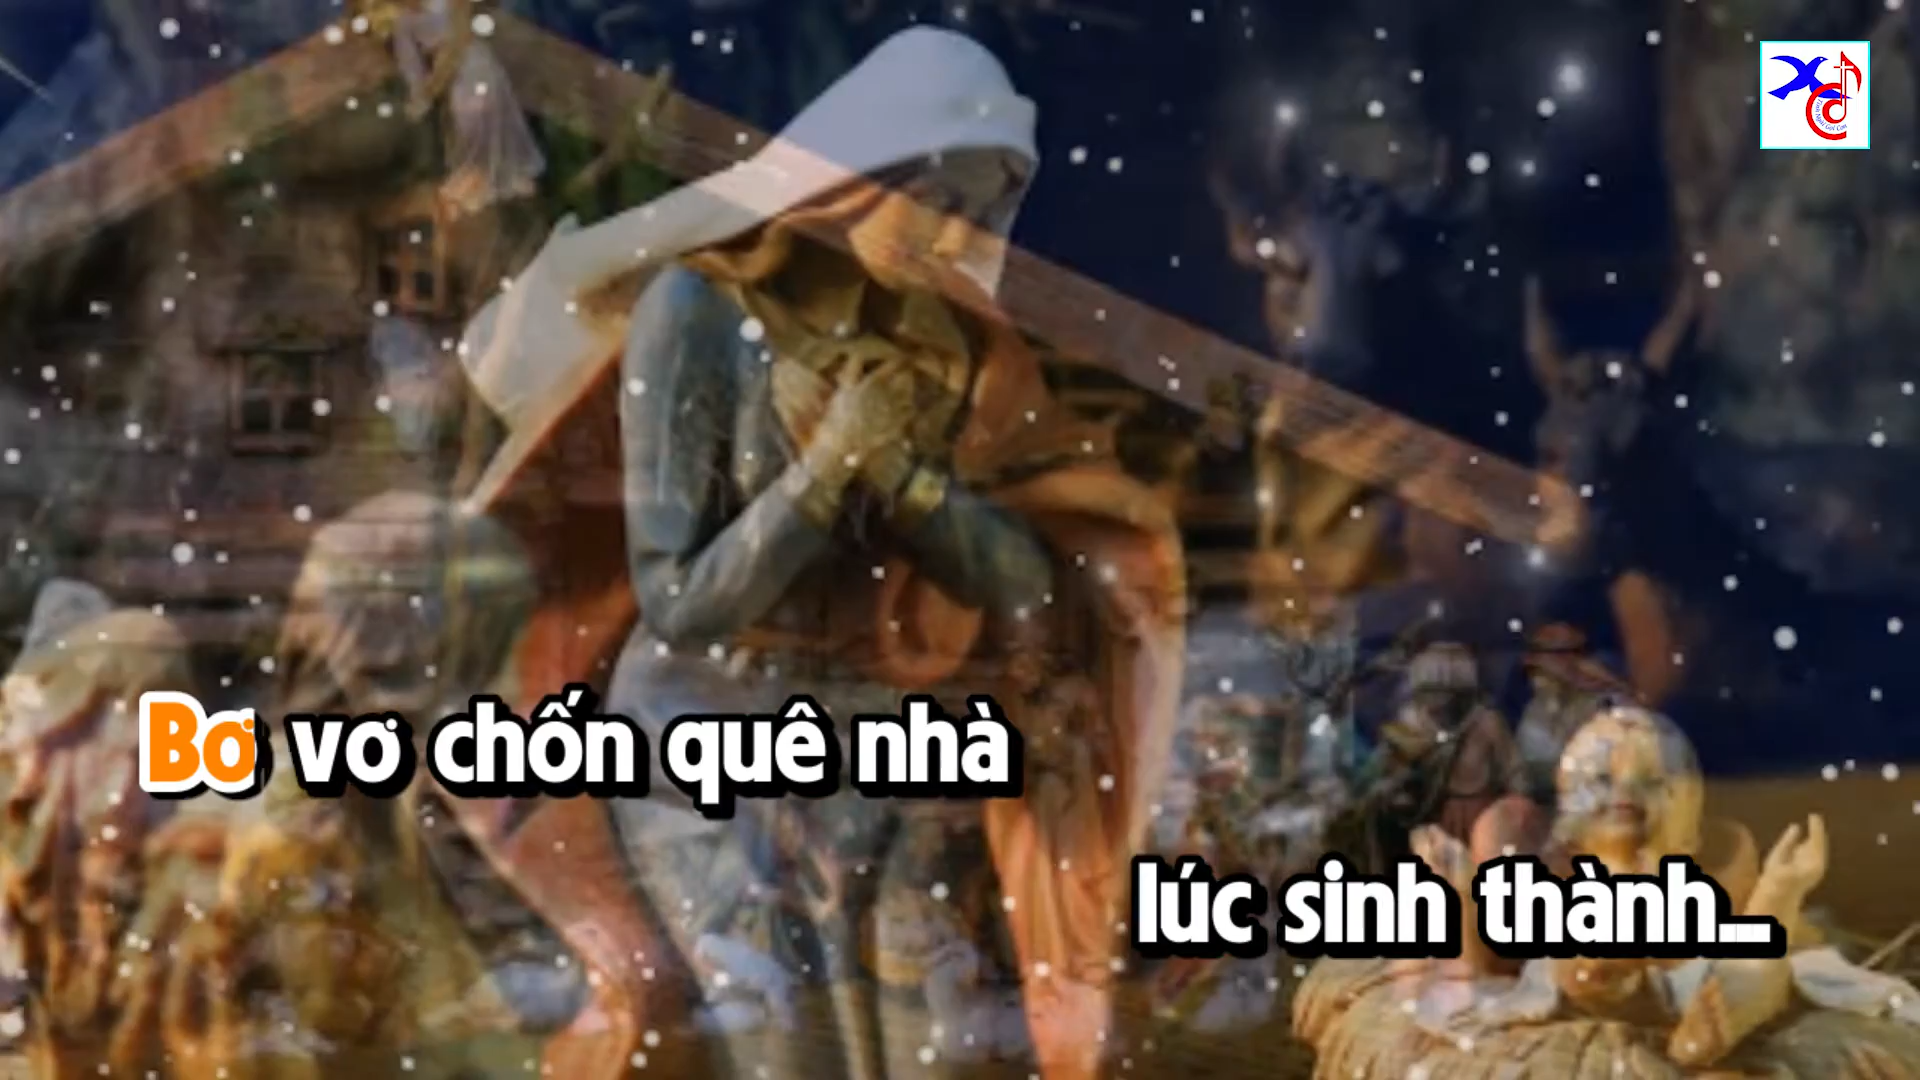 Bơ vơ chốn quê nhà
lúc sinh thành...